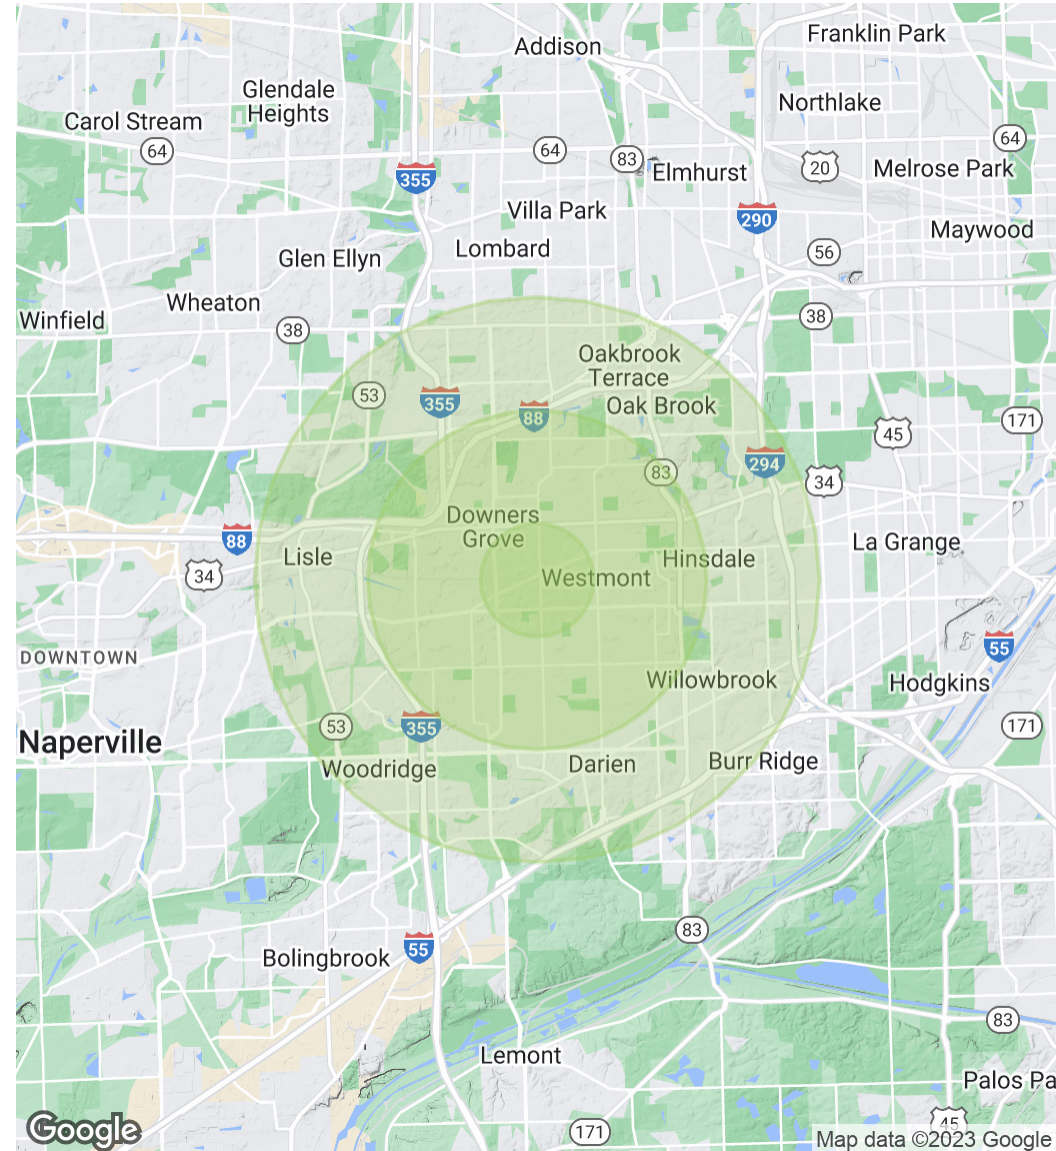 Addison
Franklin Park
Glendale
Heights
Northlake
Carol Stream
64
64
83
64
20
Elmhurst
Melrose Park
355
Villa Park
290
Maywood
Lombard
56
Glen Ellyn
Wheaton
Winfield
38
38
Oakbrook
Terrace
53
355
Oak Brook
88
171
45
294
83
34
Downers
Grove
88
Lisle
La Grange
Hinsdale
34
Westmont
DOWNTOWN
55
Willowbrook
Hodgkins
53
355
171
Naperville
Woodridge
Darien
Burr Ridge
83
55
Bolingbrook
83
Lemont
Palos Pa
45
Google
171
Map data ©2023 Google